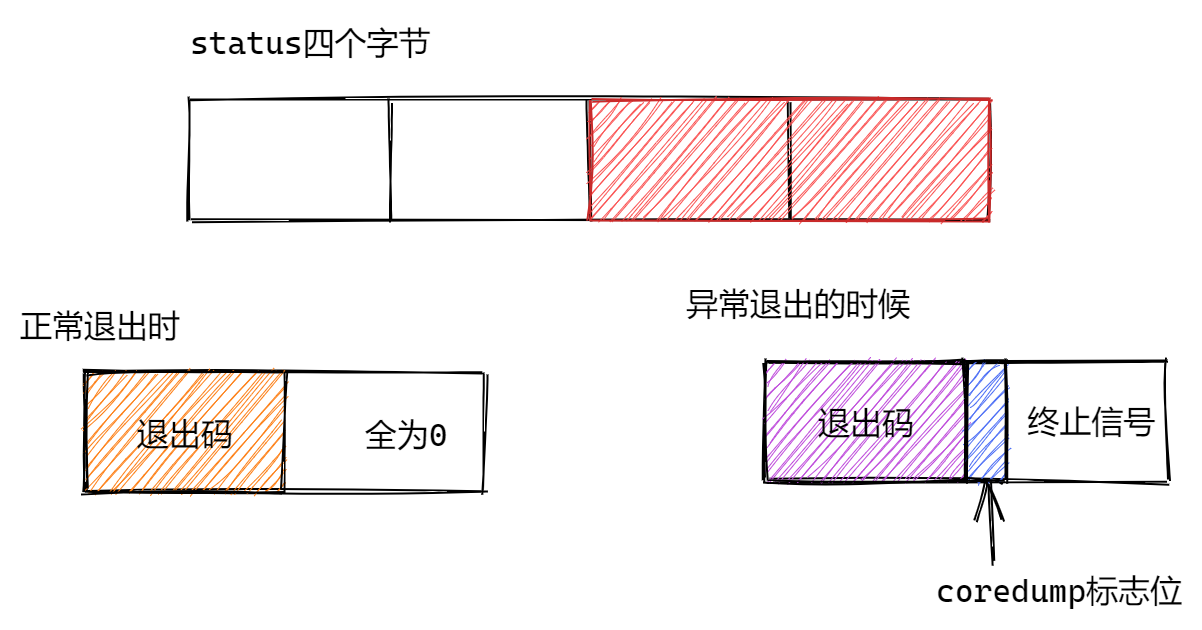 status四个字节
正常退出时
异常退出的时候
退出码
全为0
退出码
终止信号
coredump标志位